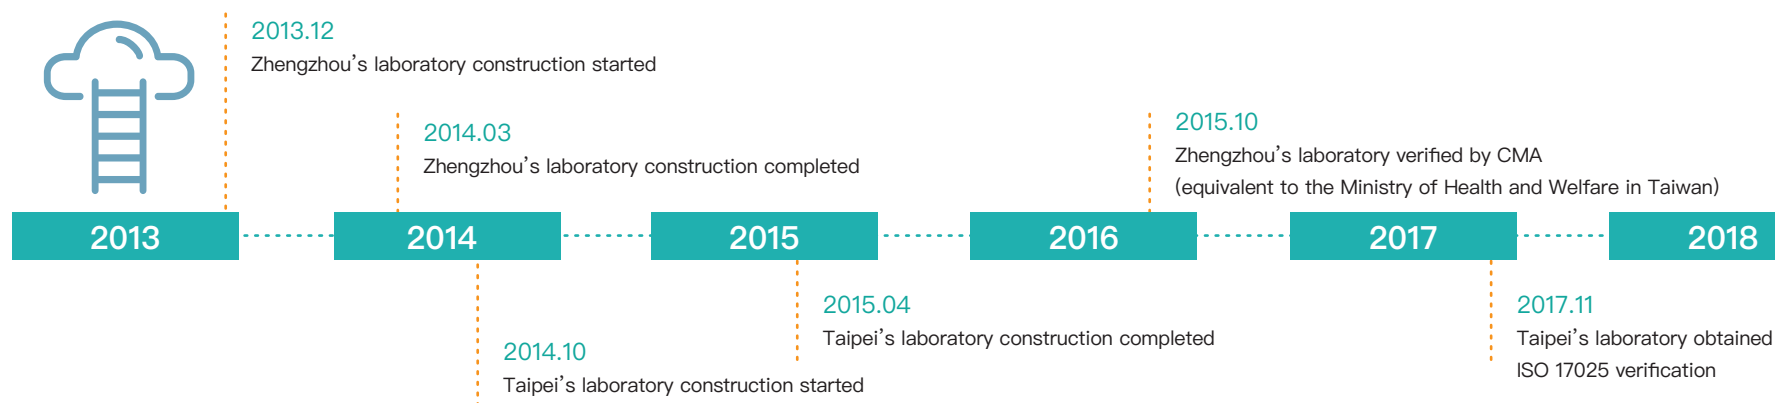 2013.12
Zhengzhou’s laboratory construction started
2014.03
Zhengzhou’s laboratory construction completed
2015.10
Zhengzhou’s laboratory verified by CMA
(equivalent to the Ministry of Health and Welfare in Taiwan)
2013
2014
2015
2016
2017
2018
2015.04
Taipei’s laboratory construction completed
2017.11
Taipei’s laboratory obtained
ISO 17025 verification
2014.10
Taipei’s laboratory construction started